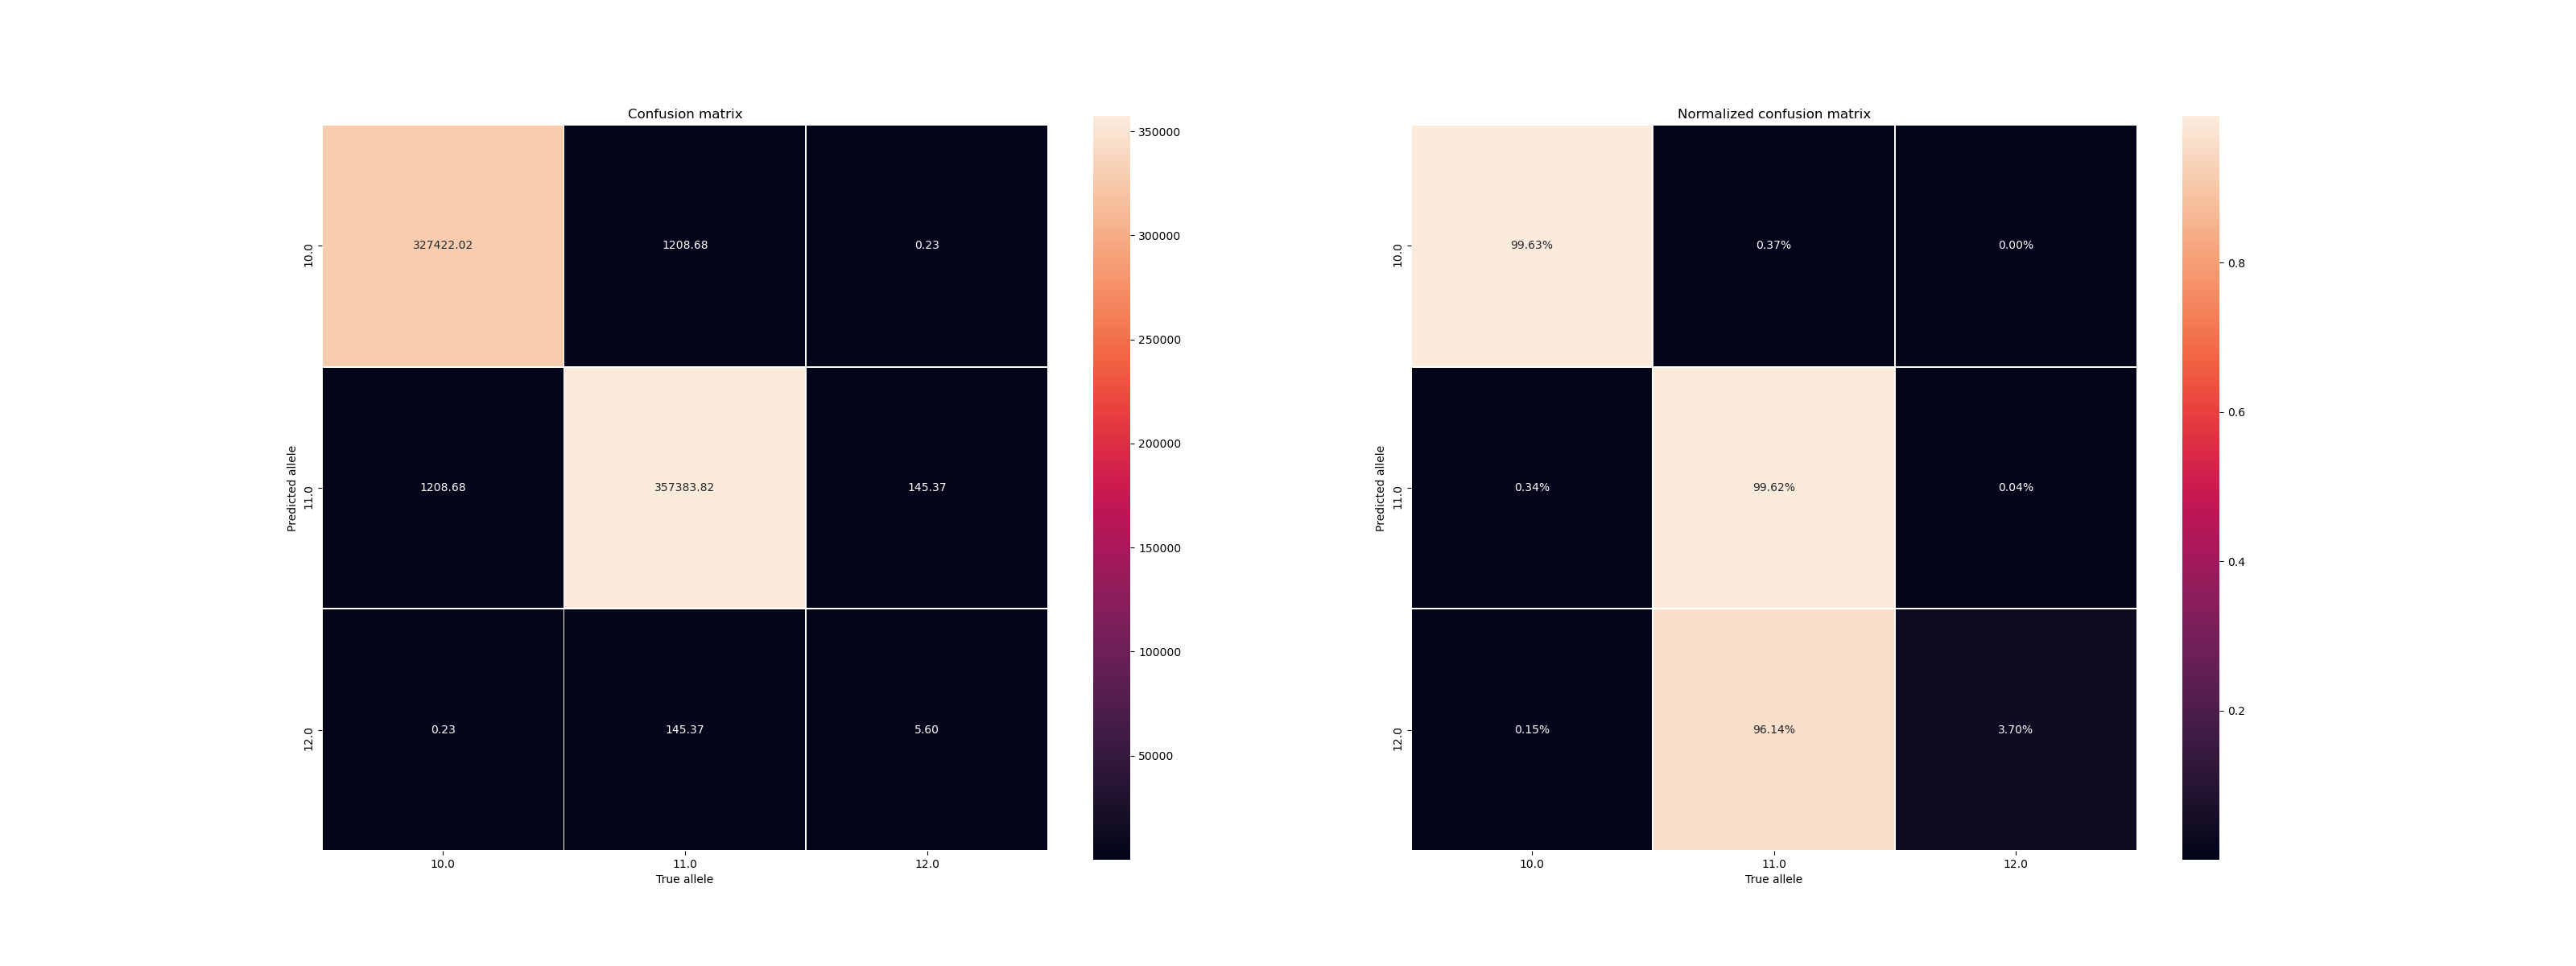 Confusion matrix
327422.02 1208.68 0.23
1208.68 357383.82 145.37
0.23 145.37 5.60
10.0
11.0
12.0
Predicted allele
10.0 11.0 12.0
True allele
350000
300000
250000
200000
150000
100000
50000
Normalized confusion matrix
99.63% 0.37% 0.00%
0.34% 99.62% 0.04%
0.15% 96.14% 3.70%
10.0
11.0
12.0
Predicted allele
10.0 11.0 12.0
True allele
0.8
0.6
0.4
0.2